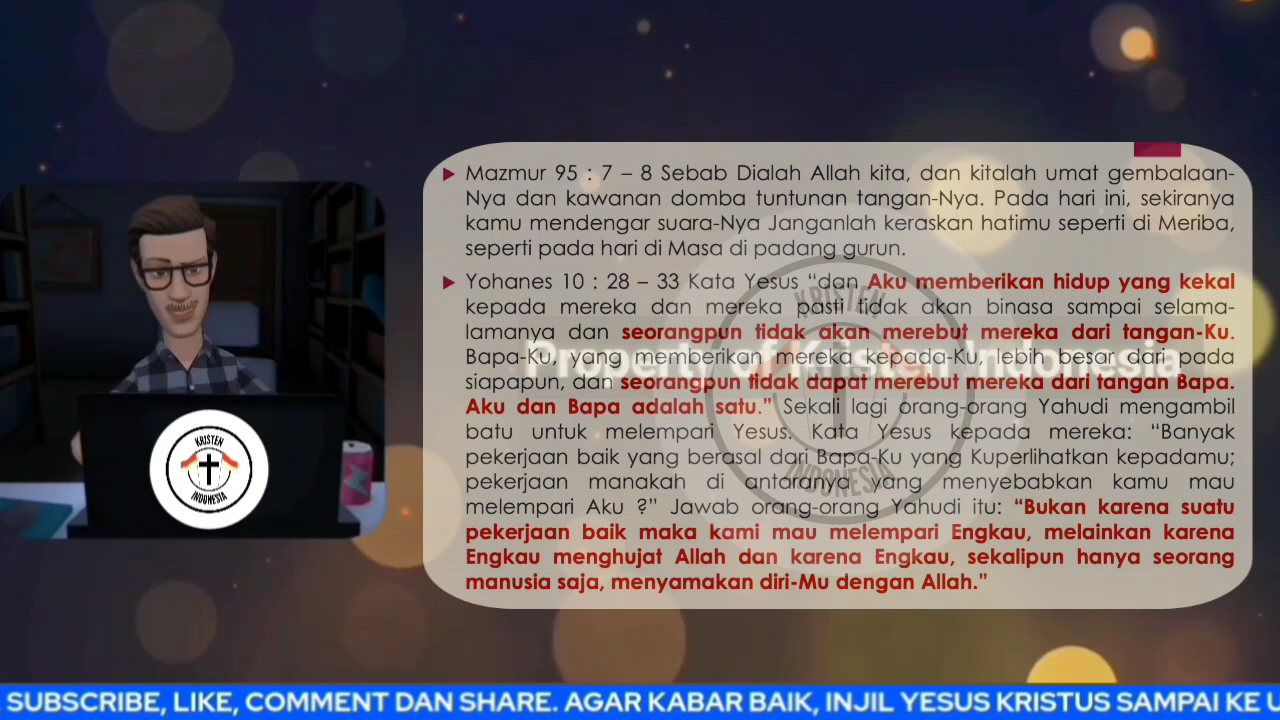 Mazmur 95 : 7 – 8 Sebab Dialah Allah kita, dan kitalah umat gembalaan-
Nya dan kawanan domba tuntunan tangan-Nya. Pada hari ini, sekiranya
kamu mendengar suara-Nya Janganlah keraskan hatimu seperti di Meriba,
seperti pada hari di Masa di padang gurun.
Yohanes 10 : 28 – 33 Kata Yesus “dan Aku memberikan hidup yang kekal
kepada mereka dan mereka pasti tidak akan binasa sampai selama-
lamanya dan seorangpun tidak akan merebut mereka dari tangan-Ku.
Bapa-Ku, yang memberikan mereka kepada-Ku, lebih besar dari pada
siapapun, dan seorangpun tidak dapat merebut mereka dari tangan Bapa.
Aku dan Bapa adalah satu.” Sekali lagi orang-orang Yahudi mengambil
batu untuk melempari Yesus. Kata Yesus kepada mereka: “Banyak
pekerjaan baik yang berasal dari Bapa-Ku yang Kuperlihatkan kepadamu;
pekerjaan manakah di antaranya yang menyebabkan kamu mau
melempari Aku ?” Jawab orang-orang Yahudi itu: “Bukan karena suatu
pekerjaan baik maka kami mau melempari Engkau, melainkan karena
Engkau menghujat Allah dan karena Engkau, sekalipun hanya seorang
manusia saja, menyamakan diri-Mu dengan Allah.”
Property of Kristen Indonesia
KRISTEN
INDONESIA
KRISTEN
INDONESIA
SUBSCRIBE, LIKE, COMMENT DAN SHARE. AGAR KABAR BAIK, INJIL YESUS KRISTUS SAMPAI KE U